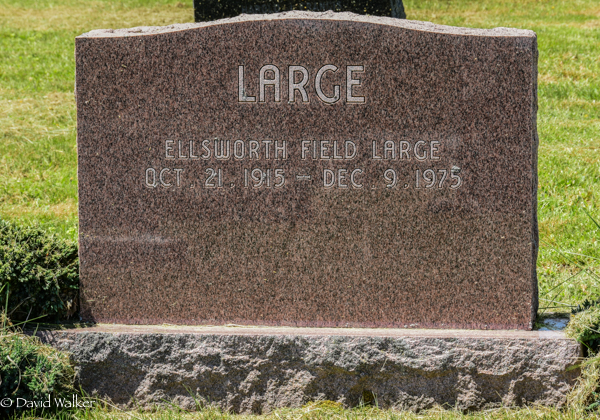 LARGE
ELLSWORTH FIELD LARGE
OCT. 21. 1915 – DEC. 9. 1975
© David Walker